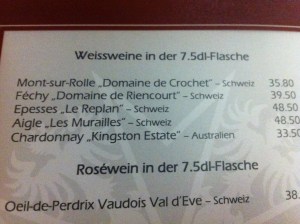 Weissweine in der 7.5dl-Flasche
Mont-sur-Rolle „Domaine de Crochet" – Schweiz 35.80
Féchy „Domaine de Riencourt" – Schweiz 39.50
Epesses „Le Replan" – Schweiz 48.50
Aigle „Les Murailles" – Schweiz 48.50
Chardonnay „Kingston Estate" – Australien 33.50
Roséwein in der 7.5dl-Flasche
Oeil-de-Perdrix Vaudois Val d'Eve – Schweiz 38.